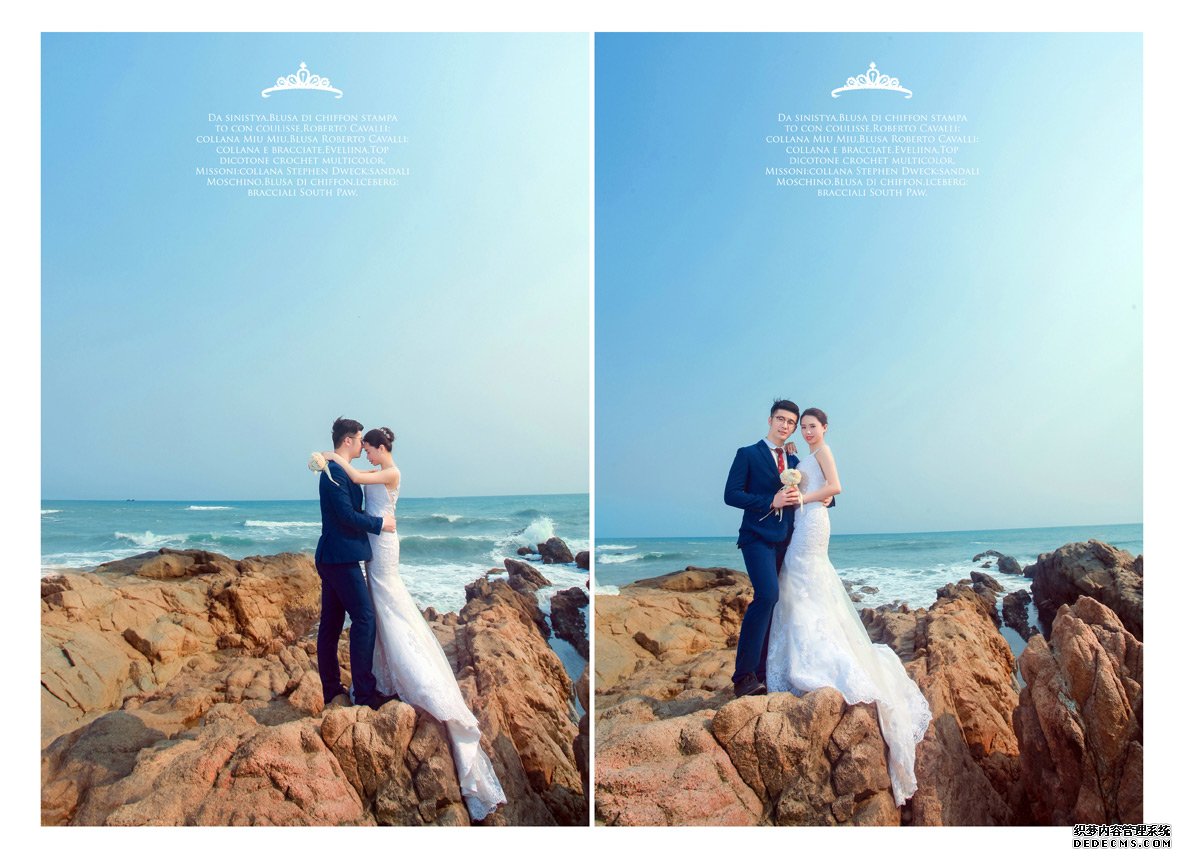 Da sinistya,Blusa di chiffon stampa
to con coulisse,Roberto Cavalli;
collana Miu Miu,Blusa Roberto Cavalli;
collana e bracciate,Eveliina,Top
dicotone crochet multicolor,
Missoni:collana Stephen Dweck;sandali
Moschino,Blusa di chiffon,lceberg;
bracciali South Paw.
Da sinistya,Blusa di chiffon stampa
to con coulisse,Roberto Cavalli;
collana Miu Miu,Blusa Roberto Cavalli;
collana e bracciate,Eveliina,Top
dicotone crochet multicolor,
Missoni:collana Stephen Dweck;sandali
Moschino,Blusa di chiffon,lceberg
bracciali South Paw.
织梦内容管理系统
DEDECMS.COM